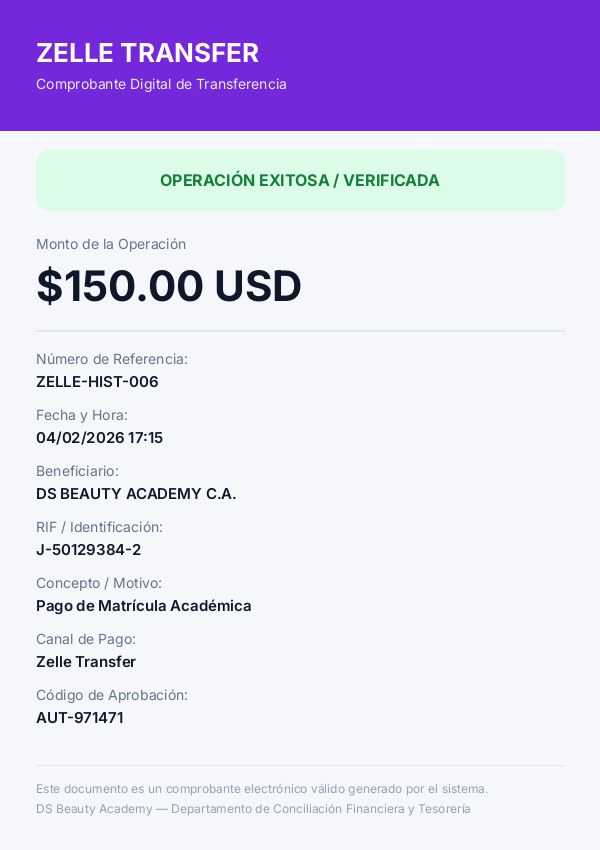 ZELLE TRANSFER
Comprobante Digital de Transferencia
OPERACIÓN EXITOSA / VERIFICADA
Monto de la Operación
$150.00 USD
Número de Referencia:
ZELLE-HIST-006
Fecha y Hora:
04/02/2026 17:15
Beneficiario:
DS BEAUTY ACADEMY C.A.
RIF / Identificación:
J-50129384-2
Concepto / Motivo:
Pago de Matrícula Académica
Canal de Pago:
Zelle Transfer
Código de Aprobación:
AUT-971471
Este documento es un comprobante electrónico válido generado por el sistema.
DS Beauty Academy — Departamento de Conciliación Financiera y Tesorería